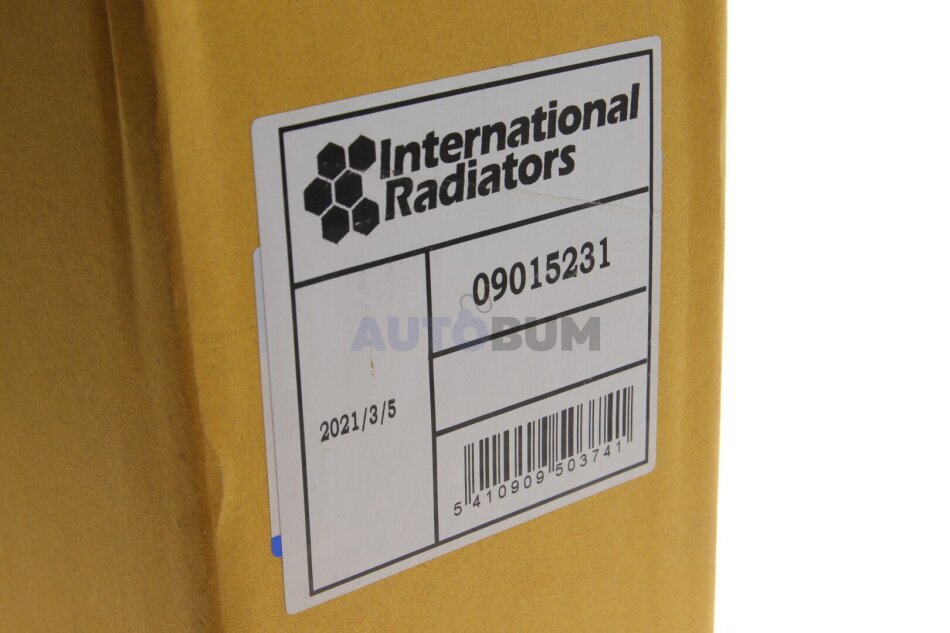 International
Radiators
09015231
AUTOBUM
2021/3/5
5 410909 503741